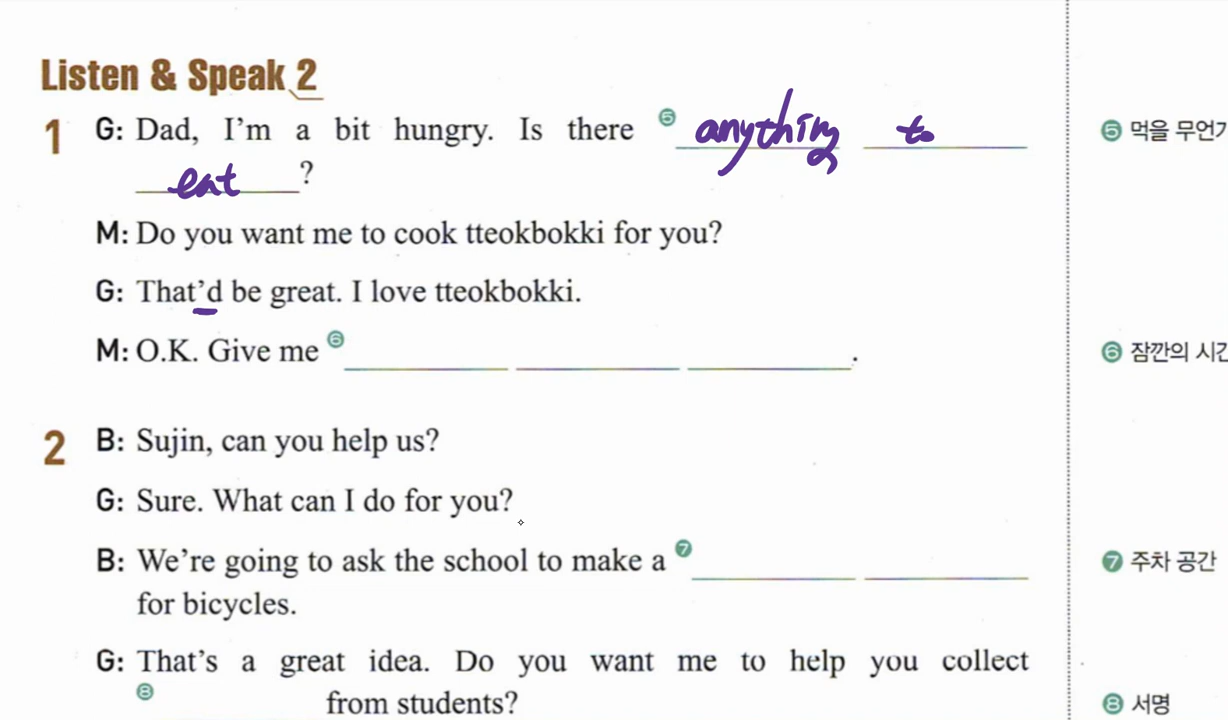 Listen & Speak 2
1 G: Dad, I'm a bit hungry. Is there ⑤ anything to
eat ?
⑤ 먹을 무언가
M: Do you want me to cook tteokbokki for you?
G: That'd be great. I love tteokbokki.
M: O.K. Give me ⑥ .
⑥ 잠깐의 시간
2 B: Sujin, can you help us?
G: Sure. What can I do for you?
B: We're going to ask the school to make a ⑦
⑦ 주차 공간
for bicycles.
G: That's a great idea. Do you want me to help you collect
⑧ from students?
⑧ 서명